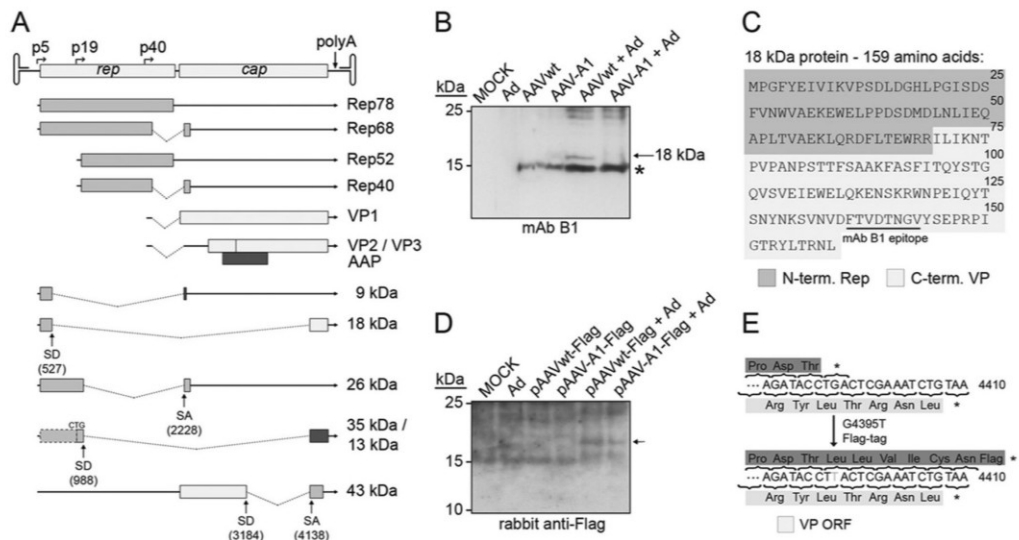 A
p5 p19 p40 polyA
rep cap
Rep78
Rep68
Rep52
Rep40
VP1
VP2 / VP3
AAP
9 kDa
18 kDa
SD
(527)
26 kDa
SA
(2228)
CTG
35 kDa /
13 kDa
SD
(988)
43 kDa
SD
(3184)
SA
(4138)
B
kDa MOCK Ad AAVwt AAV-A1 AAVwt + Ad AAV-A1 + Ad
25
15
18 kDa
*
mAb B1
C
18 kDa protein - 159 amino acids:
25
MPGFYEIVIKVPSDLDGHLPGISDS
50
FVNWVAEKEWELPPDSDMDLNLIEQ
75
APLTVAEKLQRDFLTEWRRILIKNT
100
PVPANPSTTFSAAKFASFITQYSTG
125
QVSVEIEWELQKENSKRWNPEIQYT
150
SNYNKSVNVDFTVDTNGVYSEPRPI
GTRYLTRNL
mAb B1 epitope
N-term. Rep C-term. VP
D
kDa MOCK Ad pAAVwt-Flag pAAV-A1-Flag pAAVwt-Flag + Ad pAAV-A1-Flag + Ad
25
15
10
rabbit anti-Flag
E
Pro Asp Thr *
··· AGATACCTGACTCGAAATCTGTAA 4410
Arg Tyr Leu Thr Arg Asn Leu *
G4395T
Flag-tag
Pro Asp Thr Leu Leu Val Ile Cys Asn Flag *
··· AGATACCTTACTCGAAATCTGTAA 4410
Arg Tyr Leu Thr Arg Asn Leu *
VP ORF